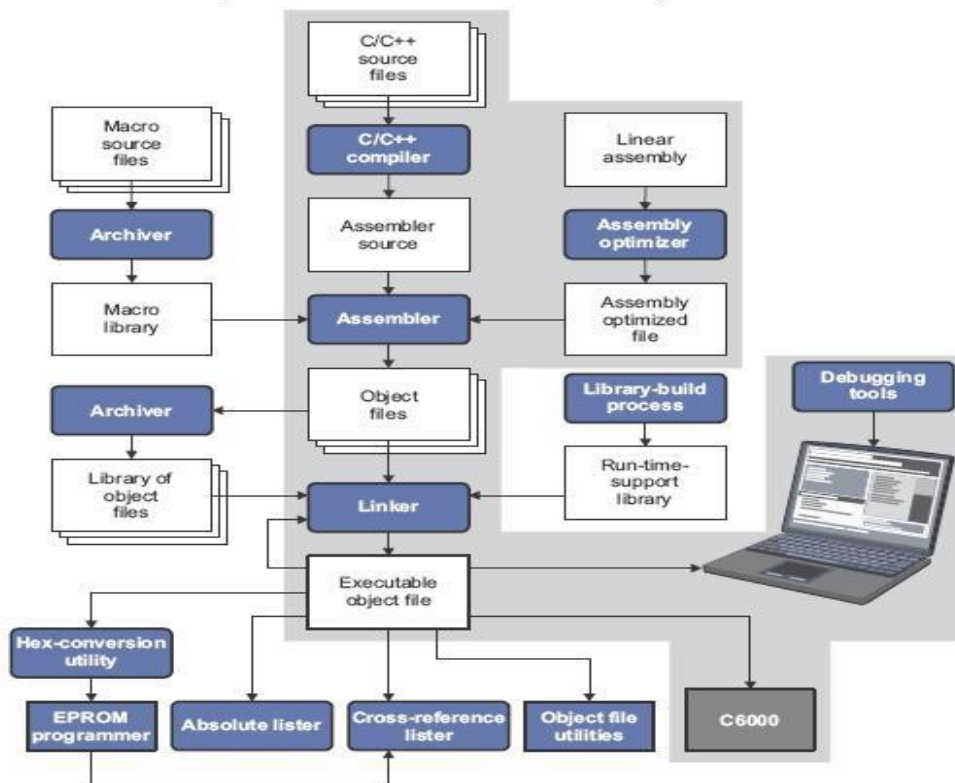 C/C++
source
files
Macro
source
files
C/C++
compiler
Linear
assembly
Archiver
Assembler
source
Assembly
optimizer
Macro
library
Assembler
Assembly
optimized
file
Archiver
Object
files
Library-build
process
Debugging
tools
Library of
object
files
Linker
Run-time-
support
library
Executable
object file
Hex-conversion
utility
EPROM
programmer
Absolute lister
Cross-reference
lister
Object file
utilities
C6000